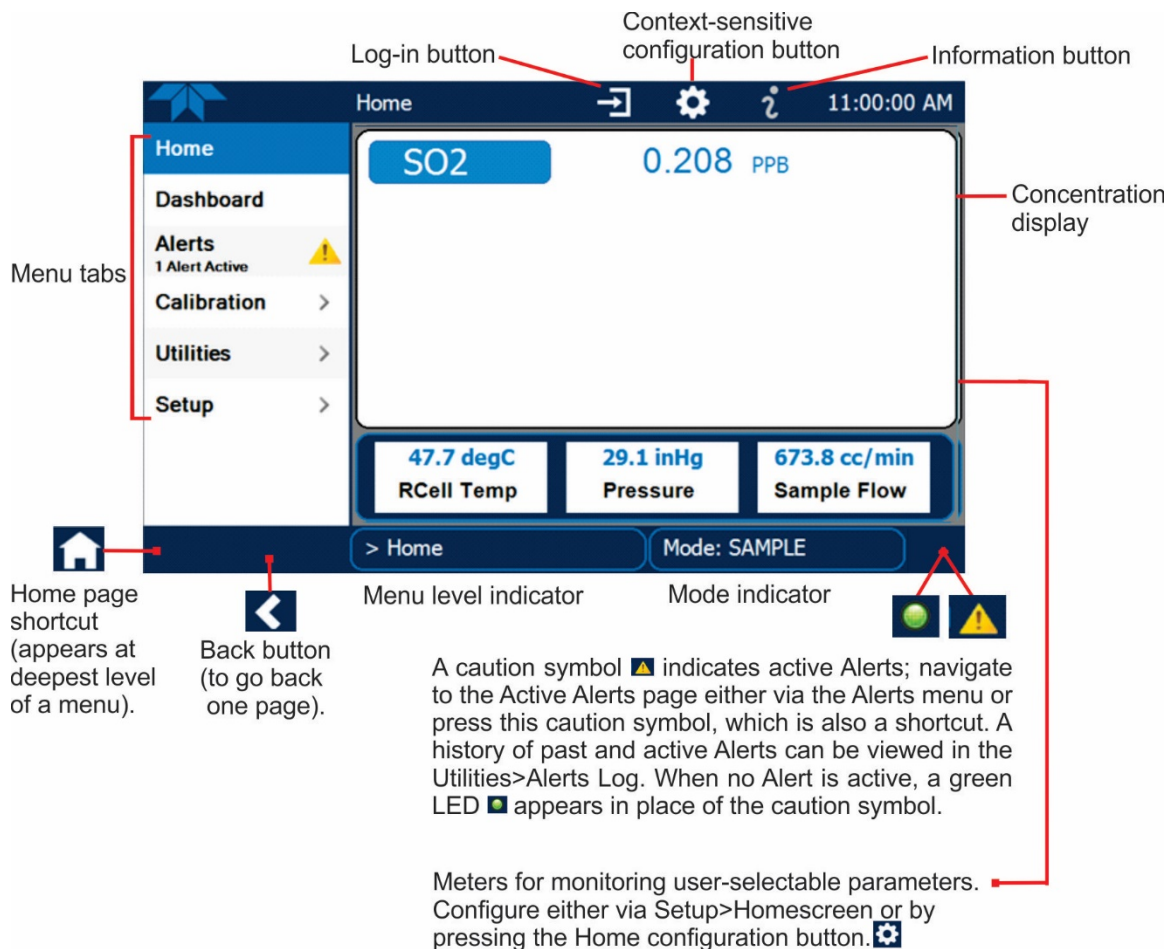 Context-sensitive
configuration button
Log-in button
Information button
Home
11:00:00 AM
Menu tabs
Home
Dashboard
Alerts
1 Alert Active
Calibration
Utilities
Setup
SO2
0.208 PPB
Concentration
display
47.7 degC
RCell Temp
29.1 inHg
Pressure
673.8 cc/min
Sample Flow
> Home
Mode: SAMPLE
Home page
shortcut
(appears at
deepest level
of a menu).
Back button
(to go back
one page).
Menu level indicator
Mode indicator
A caution symbol indicates active Alerts; navigate
to the Active Alerts page either via the Alerts menu or
press this caution symbol, which is also a shortcut. A
history of past and active Alerts can be viewed in the
Utilities>Alerts Log. When no Alert is active, a green
LED appears in place of the caution symbol.
Meters for monitoring user-selectable parameters.
Configure either via Setup>Homescreen or by
pressing the Home configuration button.